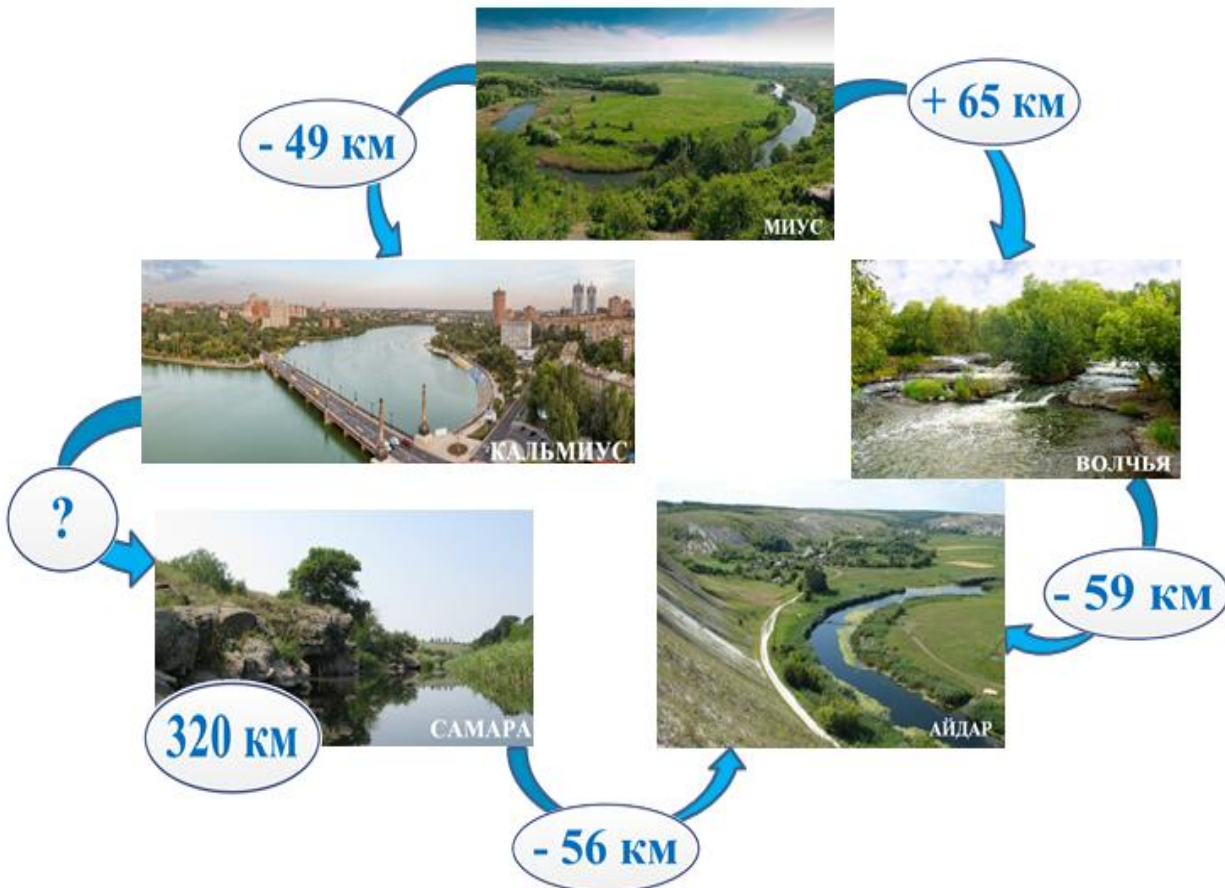 - 49 км
+ 65 км
МИУС
КАЛЬМИУС
ВОЛЧЬЯ
?
- 59 км
320 км
САМАРА
АЙДАР
- 56 км